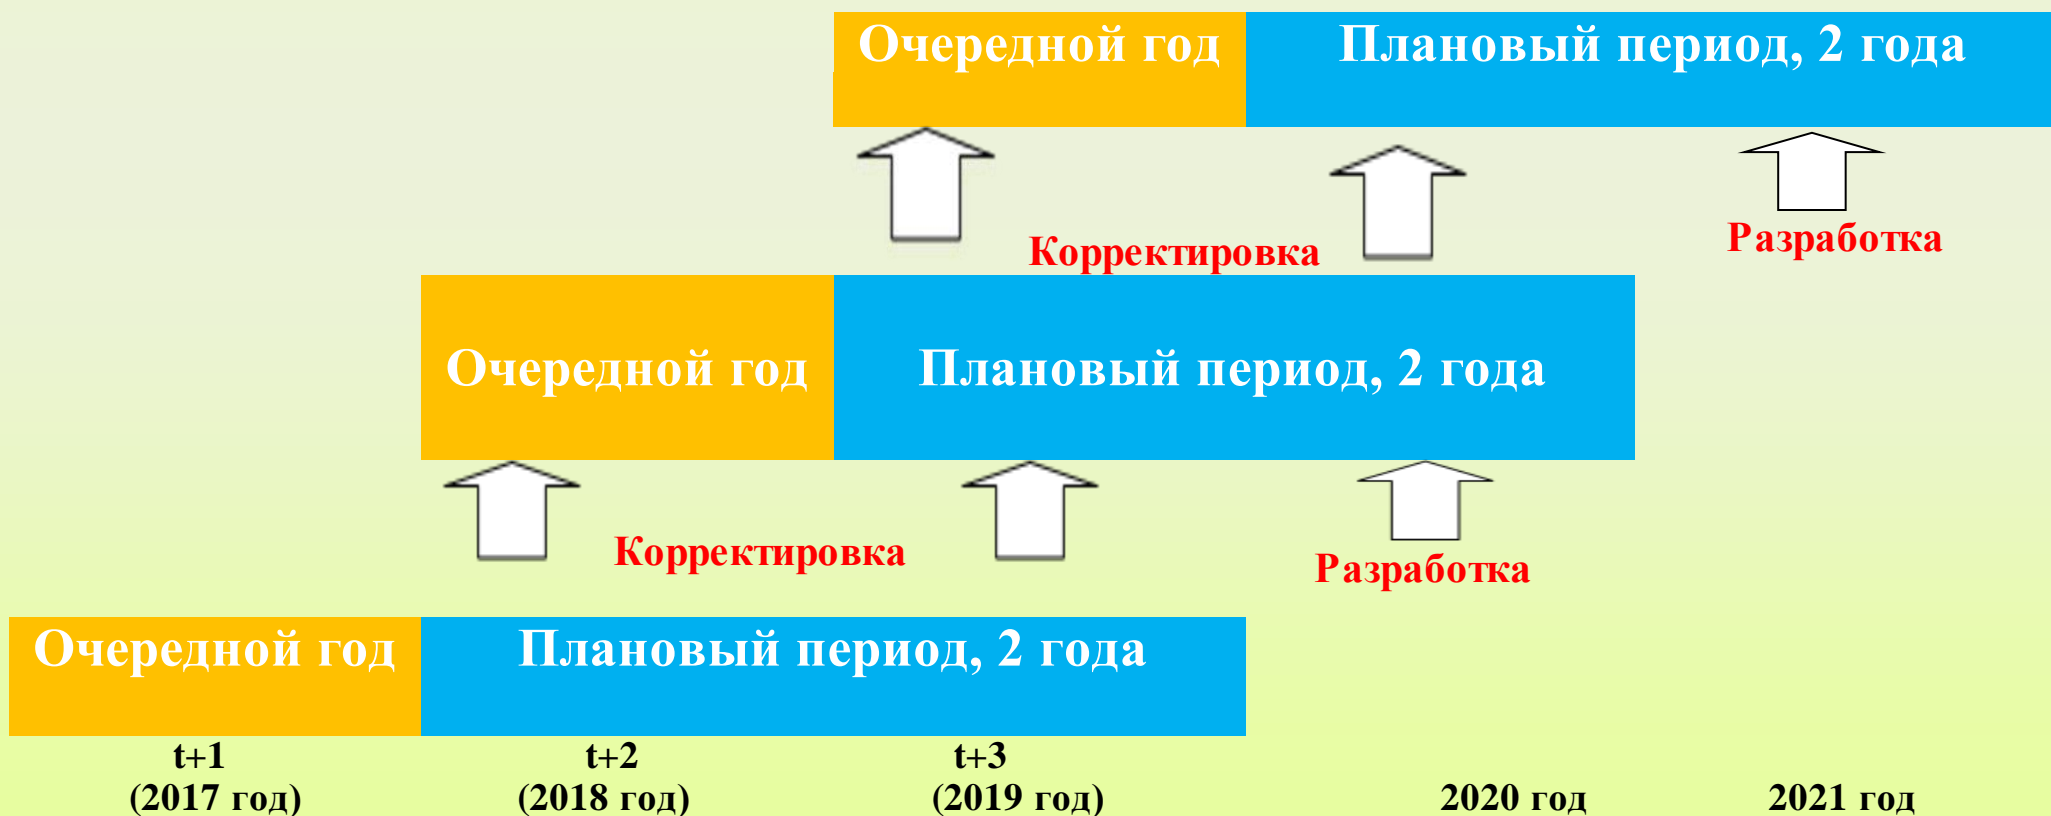 Очередной год
Плановый период, 2 года
Корректировка
Разработка
Очередной год
Плановый период, 2 года
Корректировка
Разработка
Очередной год
Плановый период, 2 года
t+1
(2017 год)
t+2
(2018 год)
t+3
(2019 год)
2020 год
2021 год